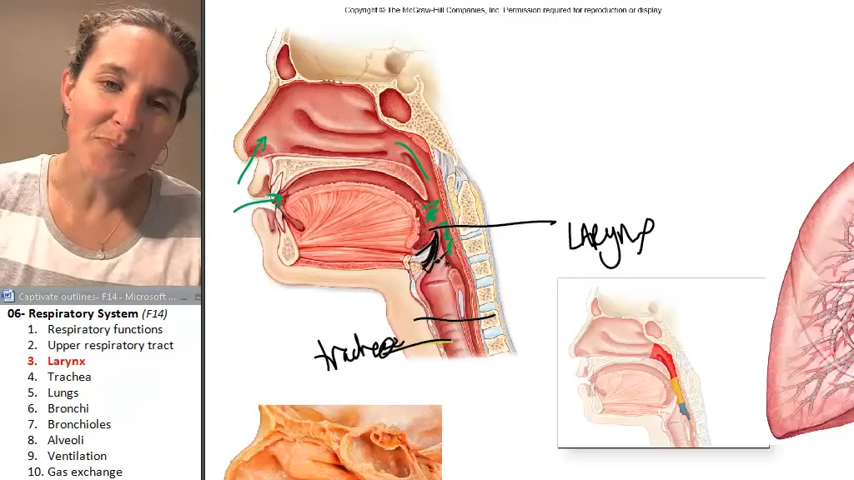 Copyright © The McGraw-Hill Companies, Inc. Permission required for reproduction or display.
LARynx
trachea
Captivate outlines- F14 - Microsoft ...
06- Respiratory System (F14)
1. Respiratory functions
2. Upper respiratory tract
3. Larynx
4. Trachea
5. Lungs
6. Bronchi
7. Bronchioles
8. Alveoli
9. Ventilation
10. Gas exchange